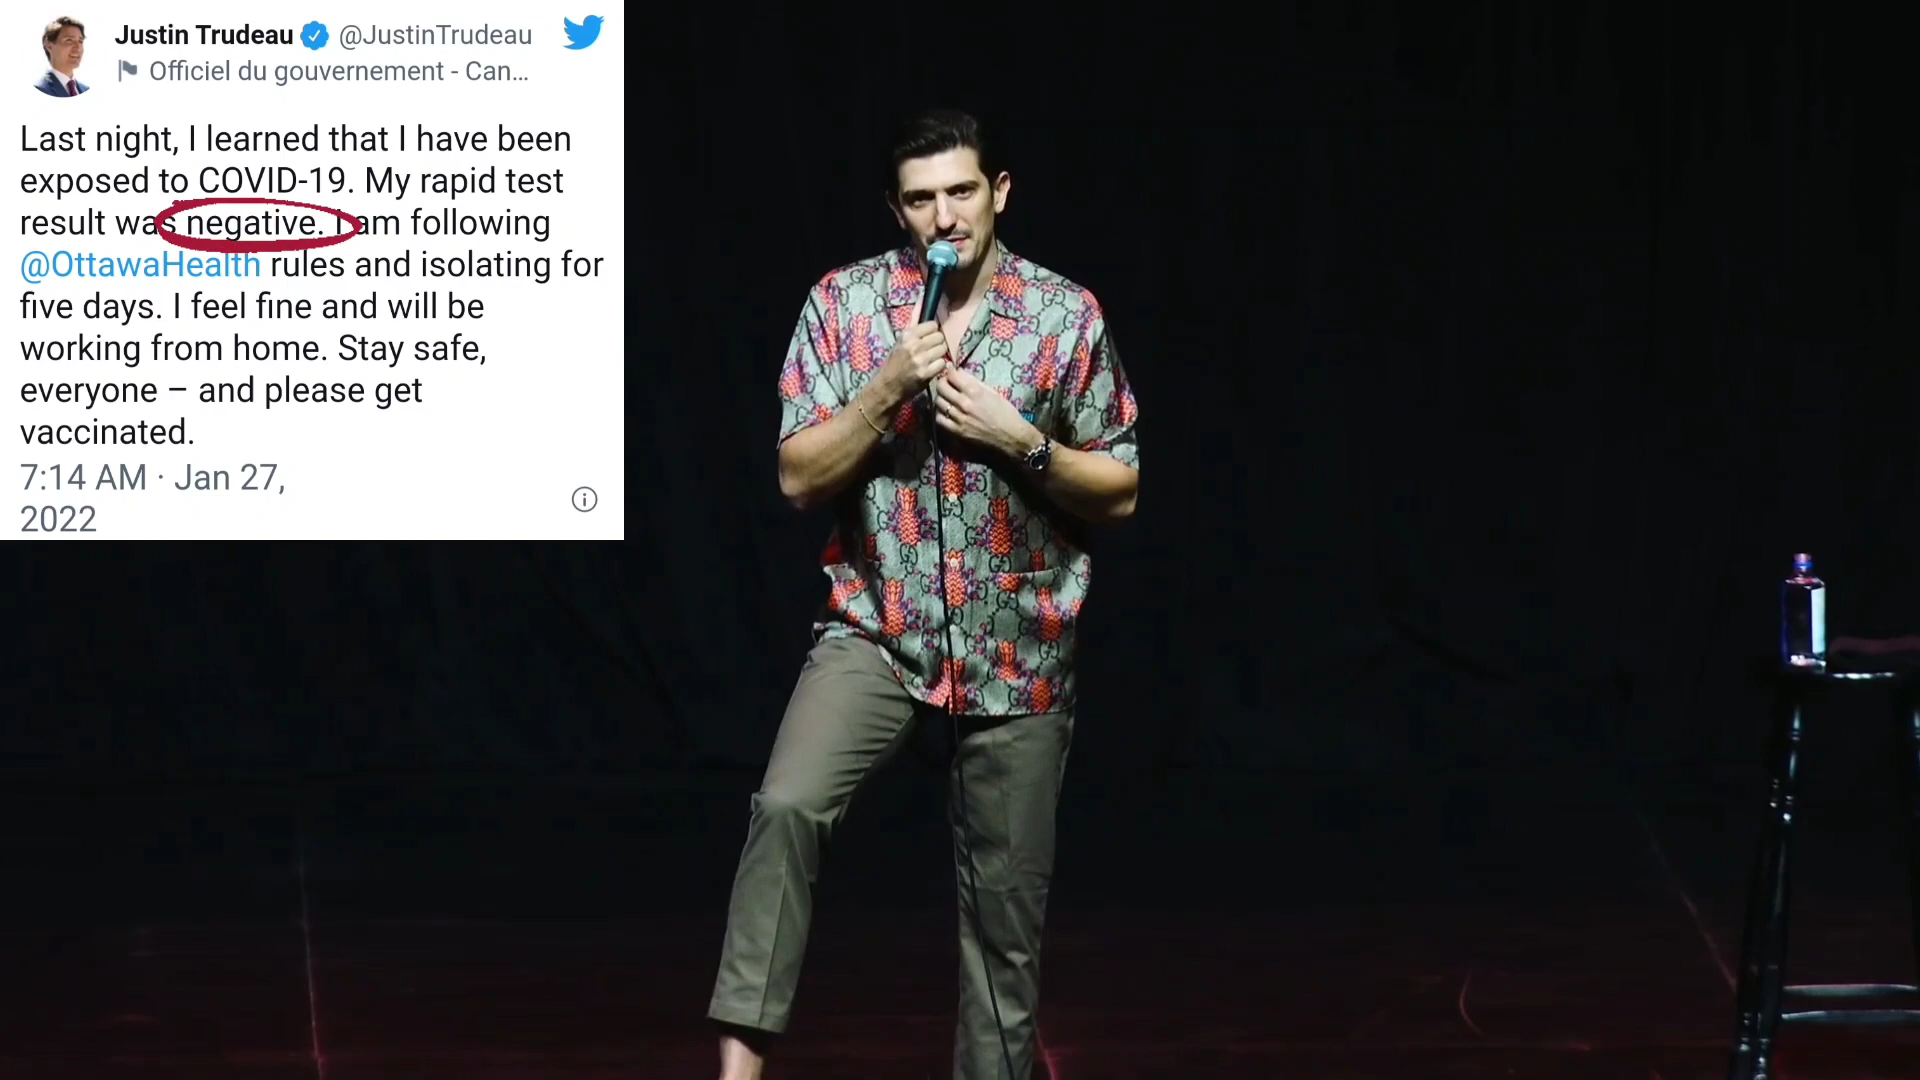 Justin Trudeau @JustinTrudeau
Officiel du gouvernement - Can...
Last night, I learned that I have been
exposed to COVID-19. My rapid test
result was negative. I am following
@OttawaHealth rules and isolating for
five days. I feel fine and will be
working from home. Stay safe,
everyone – and please get
vaccinated.
7:14 AM · Jan 27,
2022